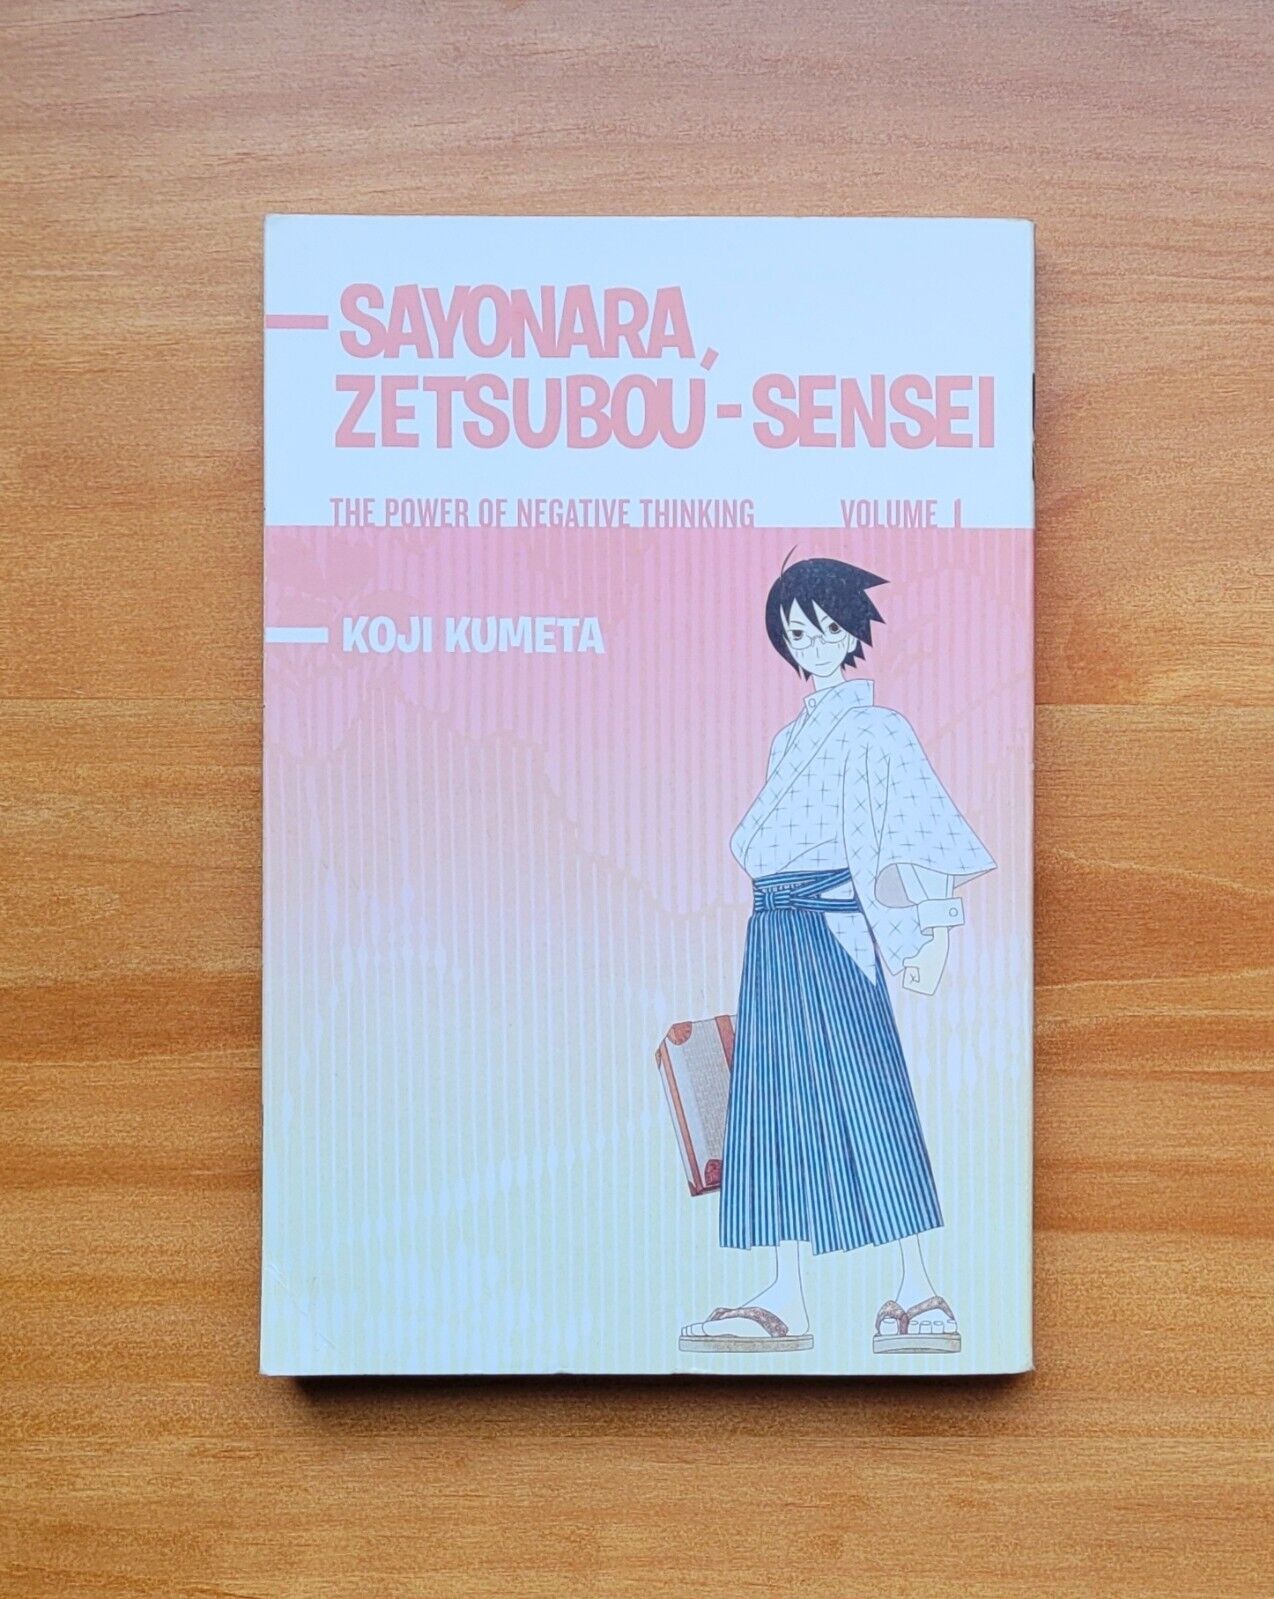 SAYONARA,
ZETSUBOU-SENSEI
THE POWER OF NEGATIVE THINKING VOLUME 1
KOJI KUMETA